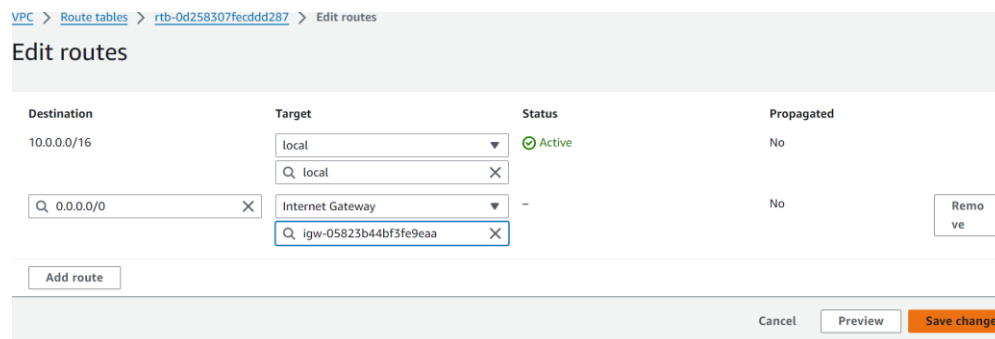 VPC > Route tables > rtb-0d258307fecddd287 > Edit routes
Edit routes
Destination Target Status Propagated
10.0.0.0/16 local Active No
local
0.0.0.0/0 Internet Gateway – No Remo
ve
igw-05823b44bf3fe9eaa
Add route
Cancel Preview Save change